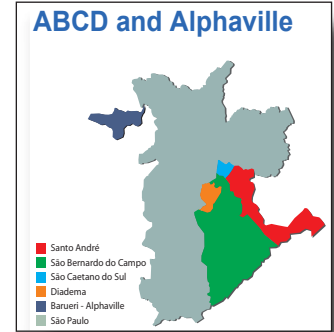 ABCD and Alphaville
Santo André
São Bernardo do Campo
São Caetano do Sul
Diadema
Barueri - Alphaville
São Paulo